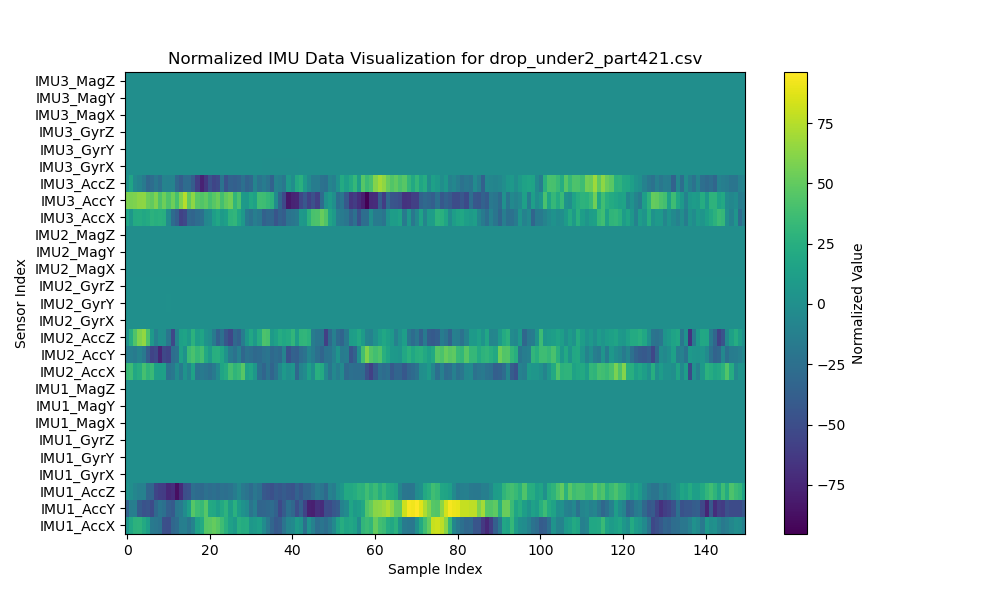 Normalized IMU Data Visualization for drop_under2_part421.csv
IMU3_MagZ
IMU3_MagY
IMU3_MagX
IMU3_GyrZ
IMU3_GyrY
IMU3_GyrX
IMU3_AccZ
IMU3_AccY
IMU3_AccX
IMU2_MagZ
IMU2_MagY
IMU2_MagX
IMU2_GyrZ
IMU2_GyrY
IMU2_GyrX
IMU2_AccZ
IMU2_AccY
IMU2_AccX
IMU1_MagZ
IMU1_MagY
IMU1_MagX
IMU1_GyrZ
IMU1_GyrY
IMU1_GyrX
IMU1_AccZ
IMU1_AccY
IMU1_AccX
Sensor Index
0 20 40 60 80 100 120 140
Sample Index
75
50
25
0
−25
−50
−75
Normalized Value